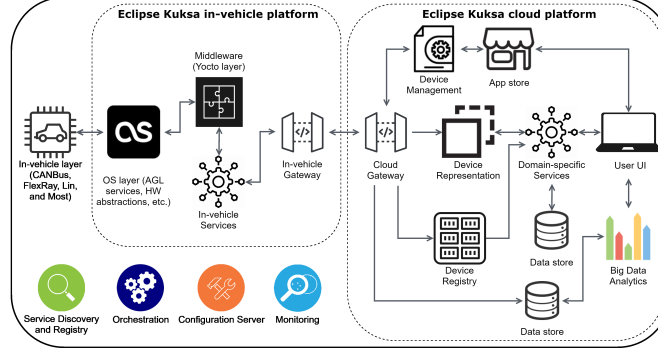 Eclipse Kuksa in-vehicle platform
Eclipse Kuksa cloud platform
Middleware
(Yocto layer)
Device
Management
App store
In-vehicle layer
(CANBus,
FlexRay, Lin,
and Most)
OS layer (AGL
services, HW
abstractions, etc.)
In-vehicle
Services
In-vehicle
Gateway
Cloud
Gateway
Device
Representation
Domain-specific
Services
User UI
Device
Registry
Data store
Big Data
Analytics
Data store
Service Discovery
and Registry
Orchestration
Configuration Server
Monitoring